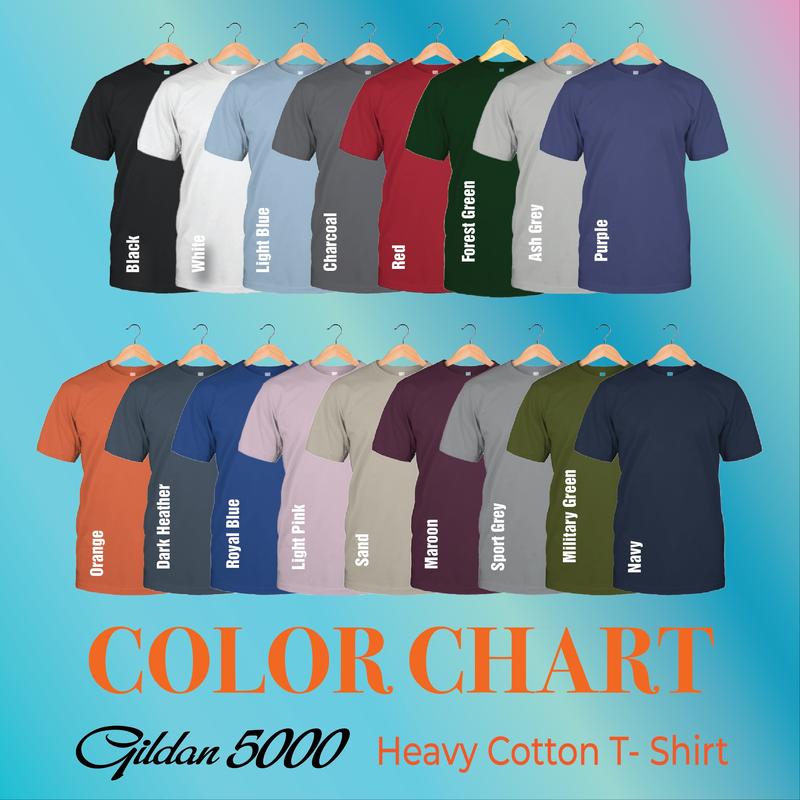 Black
White
Light Blue
Charcoal
Red
Forest Green
Ash Grey
Purple
Orange
Dark Heather
Royal Blue
Light Pink
Sand
Maroon
Sport Grey
Military Green
Navy
COLOR CHART
Gildan 5000 Heavy Cotton T- Shirt